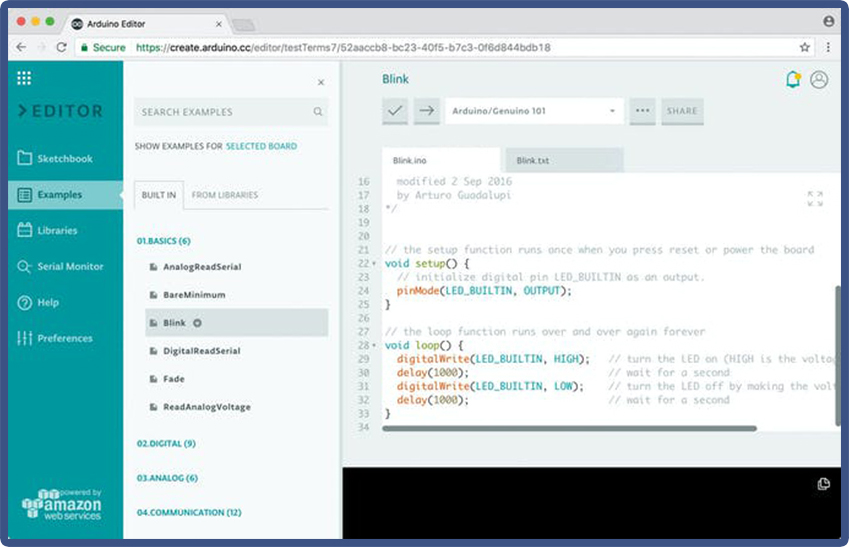 Arduino Editor
Secure https://create.arduino.cc/editor/testTerms7/52aaccb8-bc23-40f5-b7c3-0f6d844bdb18
>EDITOR
Sketchbook
Examples
Libraries
Serial Monitor
Help
Preferences
powered by
amazon
web services
SEARCH EXAMPLES
SHOW EXAMPLES FOR SELECTED BOARD
BUILT IN FROM LIBRARIES
01.BASICS (6)
AnalogReadSerial
BareMinimum
Blink
DigitalReadSerial
Fade
ReadAnalogVoltage
02.DIGITAL (9)
03.ANALOG (6)
04.COMMUNICATION (12)
Blink
Arduino/Genuino 101 ••• SHARE
Blink.ino Blink.txt
16 modified 2 Sep 2016
17 by Arturo Guadalupi
18 */
19
20
21 // the setup function runs once when you press reset or power the board
22 void setup() {
23 // initialize digital pin LED_BUILTIN as an output.
24 pinMode(LED_BUILTIN, OUTPUT);
25 }
26
27 // the loop function runs over and over again forever
28 void loop() {
29 digitalWrite(LED_BUILTIN, HIGH); // turn the LED on (HIGH is the voltag
30 delay(1000); // wait for a second
31 digitalWrite(LED_BUILTIN, LOW); // turn the LED off by making the volt
32 delay(1000); // wait for a second
33 }
34